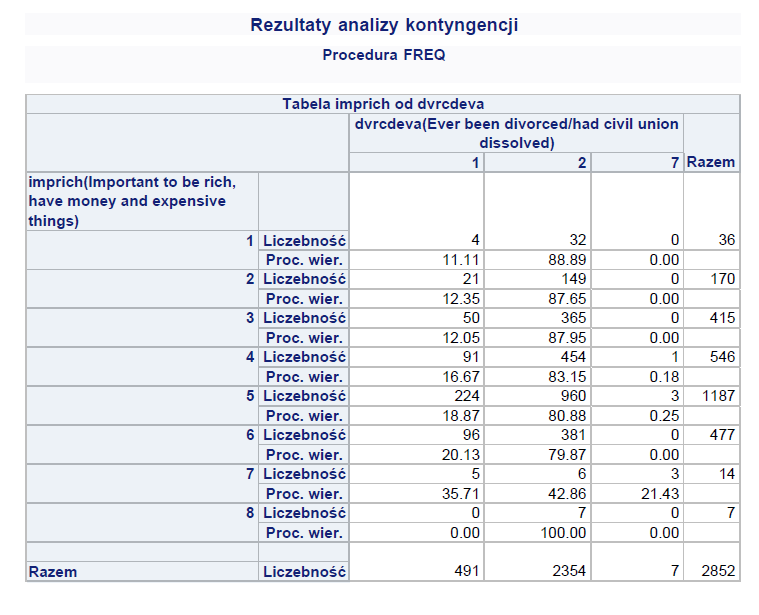 Rezultaty analizy kontyngencji
Procedura FREQ
Tabela imprich od dvrcdeva
dvrcdeva(Ever been divorced/had civil union
dissolved)
1 2 7 Razem
imprich(Important to be rich,
have money and expensive
things)
1 Liczebność 4 32 0 36
Proc. wier. 11.11 88.89 0.00
2 Liczebność 21 149 0 170
Proc. wier. 12.35 87.65 0.00
3 Liczebność 50 365 0 415
Proc. wier. 12.05 87.95 0.00
4 Liczebność 91 454 1 546
Proc. wier. 16.67 83.15 0.18
5 Liczebność 224 960 3 1187
Proc. wier. 18.87 80.88 0.25
6 Liczebność 96 381 0 477
Proc. wier. 20.13 79.87 0.00
7 Liczebność 5 6 3 14
Proc. wier. 35.71 42.86 21.43
8 Liczebność 0 7 0 7
Proc. wier. 0.00 100.00 0.00
Razem Liczebność 491 2354 7 2852